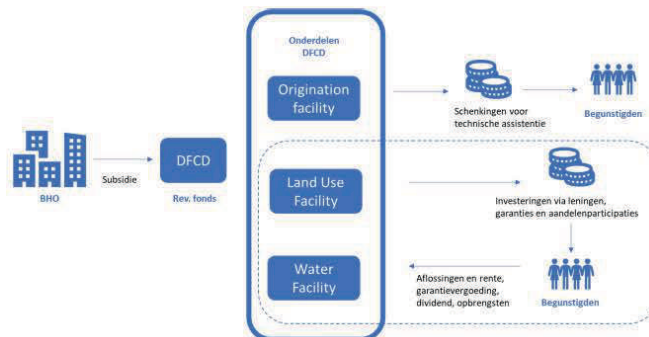 Onderdelen
DFCD
Origination
facility
Schenkingen voor
technische assistentie
Begunstigden
DFCD
Subsidie
BHO
Rev. fonds
Land Use
Facility
Investeringen via leningen,
garanties en aandelenparticipaties
Water
Facility
Aflossingen en rente,
garantievergoeding,
dividend, opbrengsten
Begunstigden